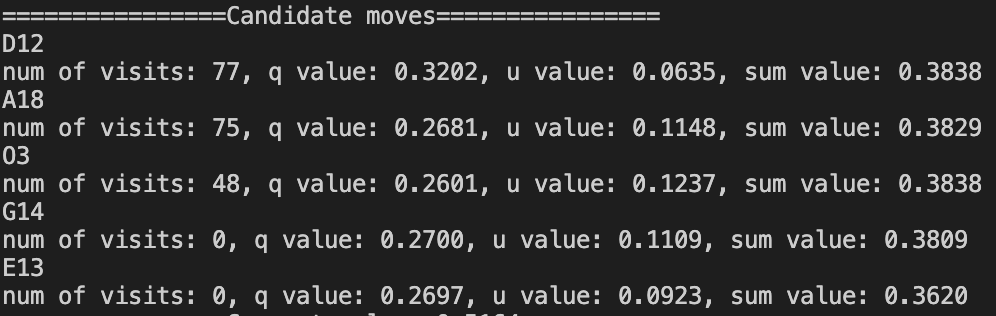 ================Candidate moves================
D12
num of visits: 77, q value: 0.3202, u value: 0.0635, sum value: 0.3838
A18
num of visits: 75, q value: 0.2681, u value: 0.1148, sum value: 0.3829
O3
num of visits: 48, q value: 0.2601, u value: 0.1237, sum value: 0.3838
G14
num of visits: 0, q value: 0.2700, u value: 0.1109, sum value: 0.3809
E13
num of visits: 0, q value: 0.2697, u value: 0.0923, sum value: 0.3620